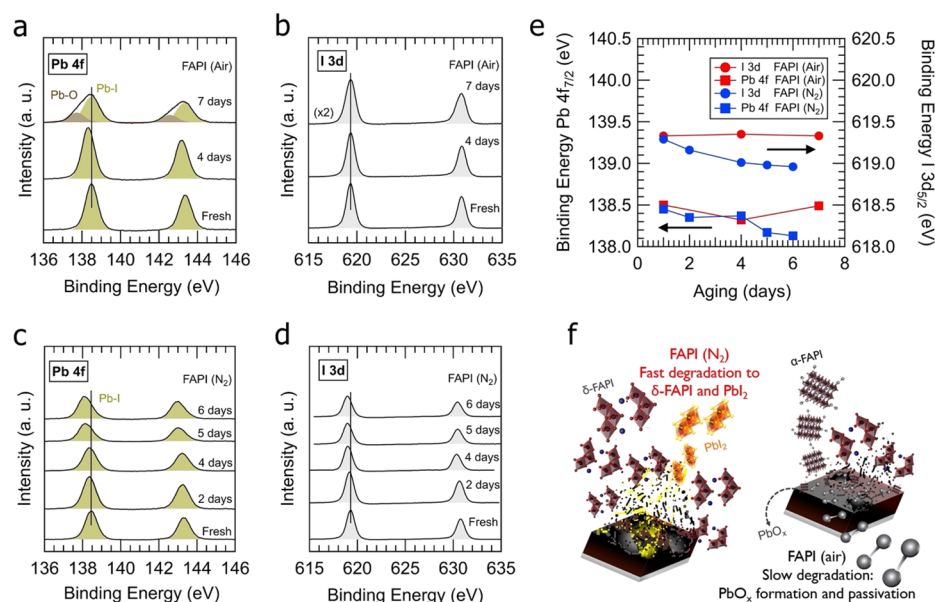 a
Pb 4f
FAPI (Air)
Pb-O
Pb-I
7 days
4 days
Fresh
Intensity (a. u.)
136 138 140 142 144 146
Binding Energy (eV)
b
I 3d
FAPI (Air)
7 days
(x2)
4 days
Fresh
Intensity (a. u.)
615 620 625 630 635
Binding Energy (eV)
e
140.5
140.0
139.5
139.0
138.5
138.0
Binding Energy Pb 4f7/2 (eV)
I 3d FAPI (Air)
Pb 4f FAPI (Air)
I 3d FAPI (N2)
Pb 4f FAPI (N2)
620.5
620.0
619.5
619.0
618.5
618.0
Binding Energy 3d5/2 (eV)
0 2 4 6 8
Aging (days)
c
Pb 4f
FAPI (N2)
Pb-I
6 days
5 days
4 days
2 days
Fresh
Intensity (a. u.)
136 138 140 142 144 146
Binding Energy (eV)
d
I 3d
FAPI (N2)
6 days
5 days
4 days
2 days
Fresh
Intensity (a. u.)
615 620 625 630 635
Binding Energy (eV)
f
FAPI (N2)
Fast degradation to
δ-FAPI and PbI2
δ-FAPI
PbI2
α-FAPI
PbOx
FAPI (air)
Slow degradation:
PbOx formation and passivation